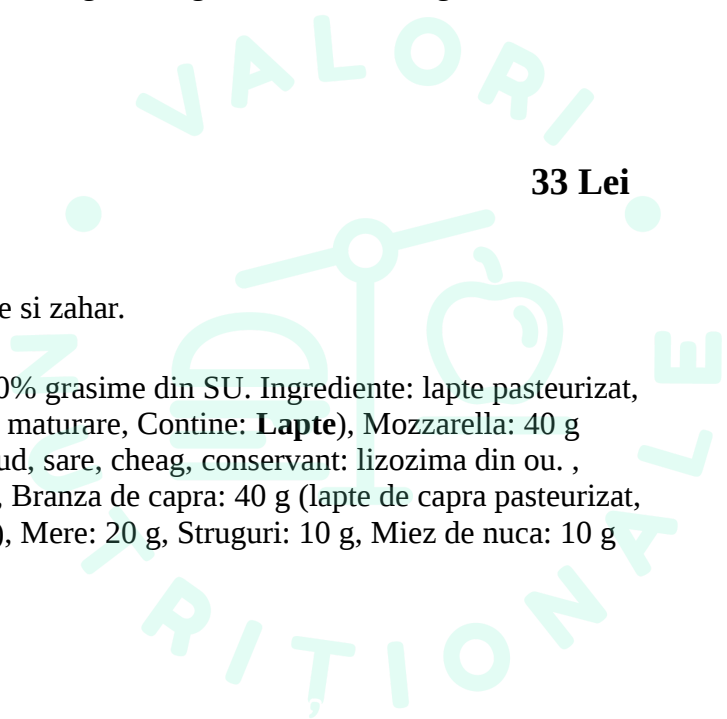 VALORI NUTRIȚIONALE
33 Lei
e si zahar.
0% grasime din SU. Ingrediente: lapte pasteurizat,
maturare, Contine: Lapte), Mozzarella: 40 g
ud, sare, cheag, conservant: lizozima din ou. ,
, Branza de capra: 40 g (lapte de capra pasteurizat,
), Mere: 20 g, Struguri: 10 g, Miez de nuca: 10 g